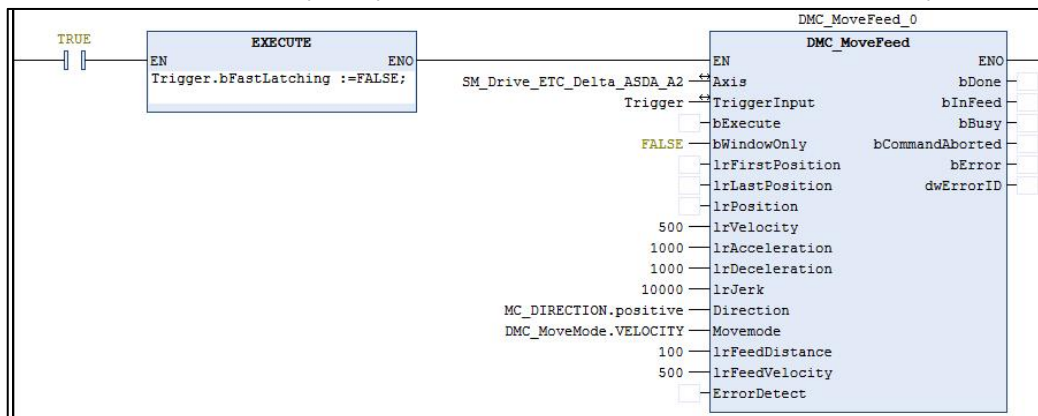 DMC_MoveFeed_0
TRUE
EXECUTE
DMC_MoveFeed
EN ENO
EN ENO
Trigger.bFastLatching :=FALSE;
SM_Drive_ETC_Delta_ASDA_A2 Axis bDone
Trigger TriggerInput bInFeed
bExecute bBusy
FALSE bWindowOnly bCommandAborted
lrFirstPosition bError
lrLastPosition dwErrorID
lrPosition
500 lrVelocity
1000 lrAcceleration
1000 lrDeceleration
10000 lrJerk
MC_DIRECTION.positive Direction
DMC_MoveMode.VELOCITY Movemode
100 lrFeedDistance
500 lrFeedVelocity
ErrorDetect